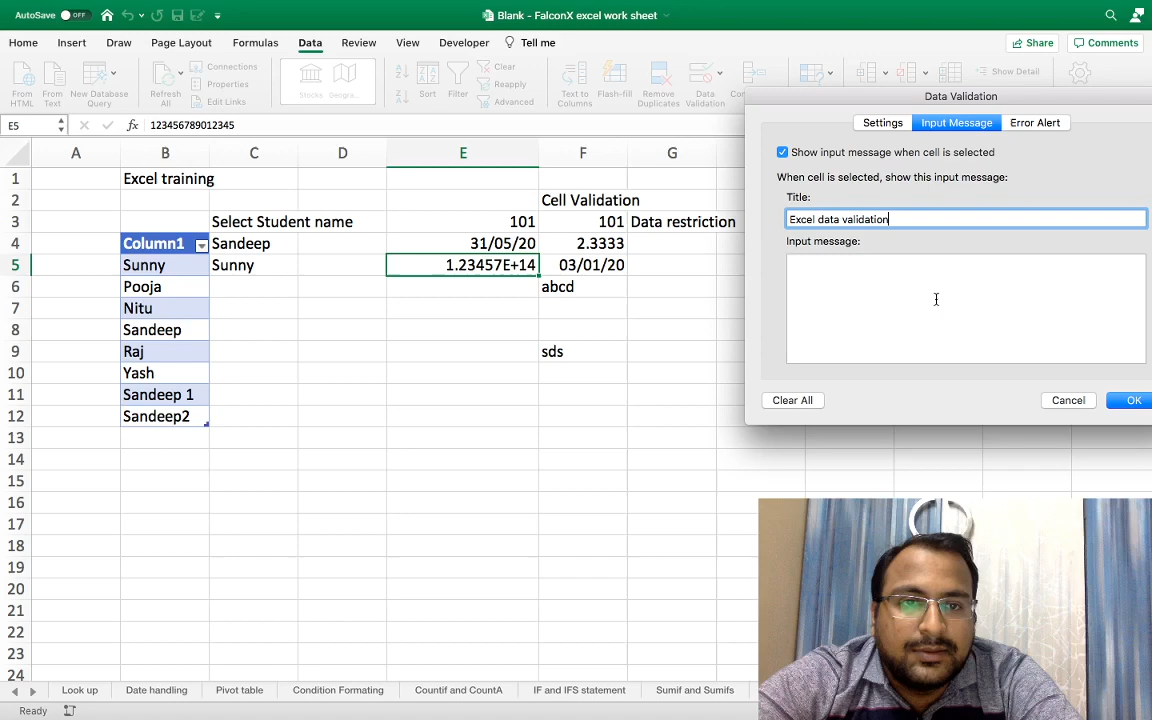 AutoSave OFF
Blank - FalconX excel work sheet
Home Insert Draw Page Layout Formulas Data Review View Developer Tell me
Share Comments
From HTML
From Text
New Database Query
Refresh All
Connections
Properties
Edit Links
Stocks
Geogra...
Sort
Filter
Clear
Reapply
Advanced
Text to Columns
Flash-fill
Remove Duplicates
Data Validation
Show Detail
E5 fx 123456789012345
A B C D E F G
1 Excel training
2 Cell Validation
3 Select Student name 101 101 Data restriction
4 Column1 Sandeep 31/05/20 2.3333
5 Sunny Sunny 1.23457E+14 03/01/20
6 Pooja abcd
7 Nitu
8 Sandeep
9 Raj sds
10 Yash
11 Sandeep 1
12 Sandeep2
13
14
15
16
17
18
19
20
21
22
23
24
Data Validation
Settings Input Message Error Alert
Show input message when cell is selected
When cell is selected, show this input message:
Title:
Excel data validation
Input message:
Clear All Cancel OK
Look up Date handling Pivot table Condition Formating Countif and CountA IF and IFS statement Sumif and Sumifs
Ready